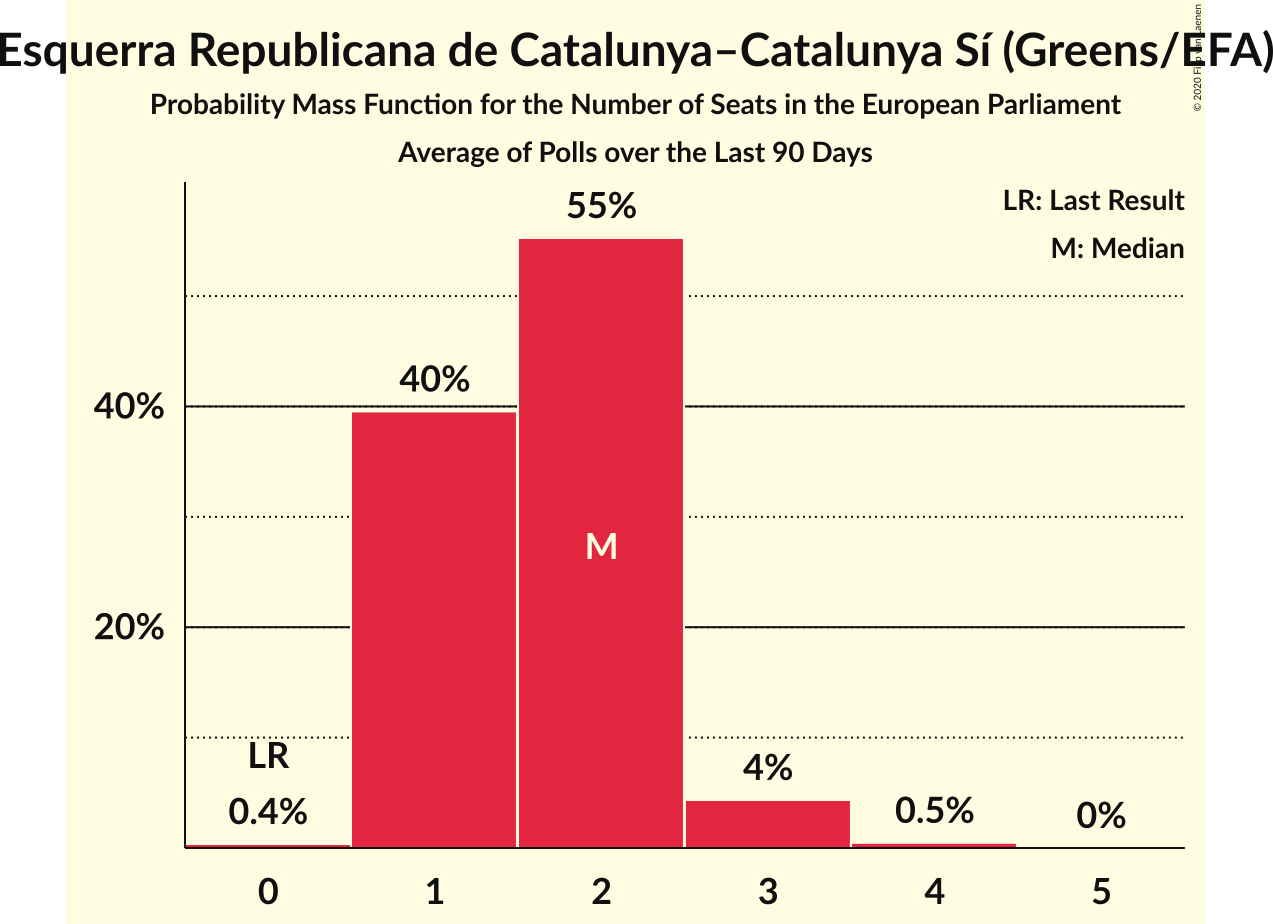 Esquerra Republicana de Catalunya–Catalunya Sí (Greens/EFA)
Probability Mass Function for the Number of Seats in the European Parliament
Average of Polls over the Last 90 Days
© 2020
LR: Last Result
M: Median
55%
40%
40%
M
20%
LR
0.4%
4%
0.5%
0%
0 1 2 3 4 5